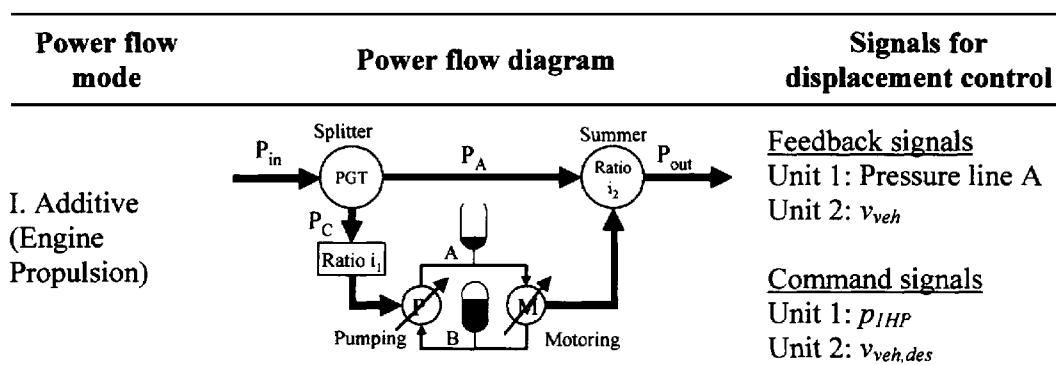 Power flow mode
Power flow diagram
Signals for displacement control
I. Additive
(Engine
Propulsion)
Splitter
Summer
P_in
PGT
P_A
Ratio i_2
P_out
P_C
Ratio i_1
A
P
M
Pumping
B
Motoring
Feedback signals
Unit 1: Pressure line A
Unit 2: v_veh
Command signals
Unit 1: p_1HP
Unit 2: v_veh,des